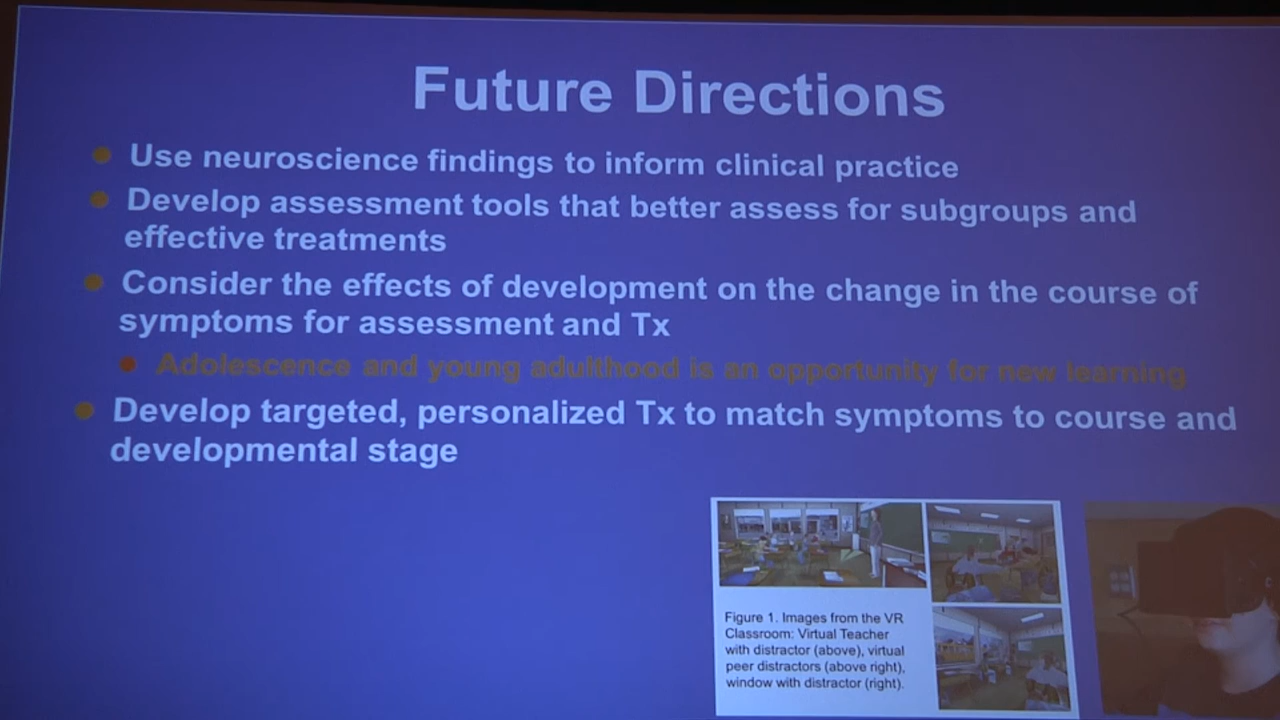 Future Directions
Use neuroscience findings to inform clinical practice
Develop assessment tools that better assess for subgroups and
effective treatments
Consider the effects of development on the change in the course of
symptoms for assessment and Tx
Adolescence and young adulthood is an opportunity for new learning
Develop targeted, personalized Tx to match symptoms to course and
developmental stage
Figure 1. Images from the VR
Classroom: Virtual Teacher
with distractor (above), virtual
peer distractors (above right),
window with distractor (right).